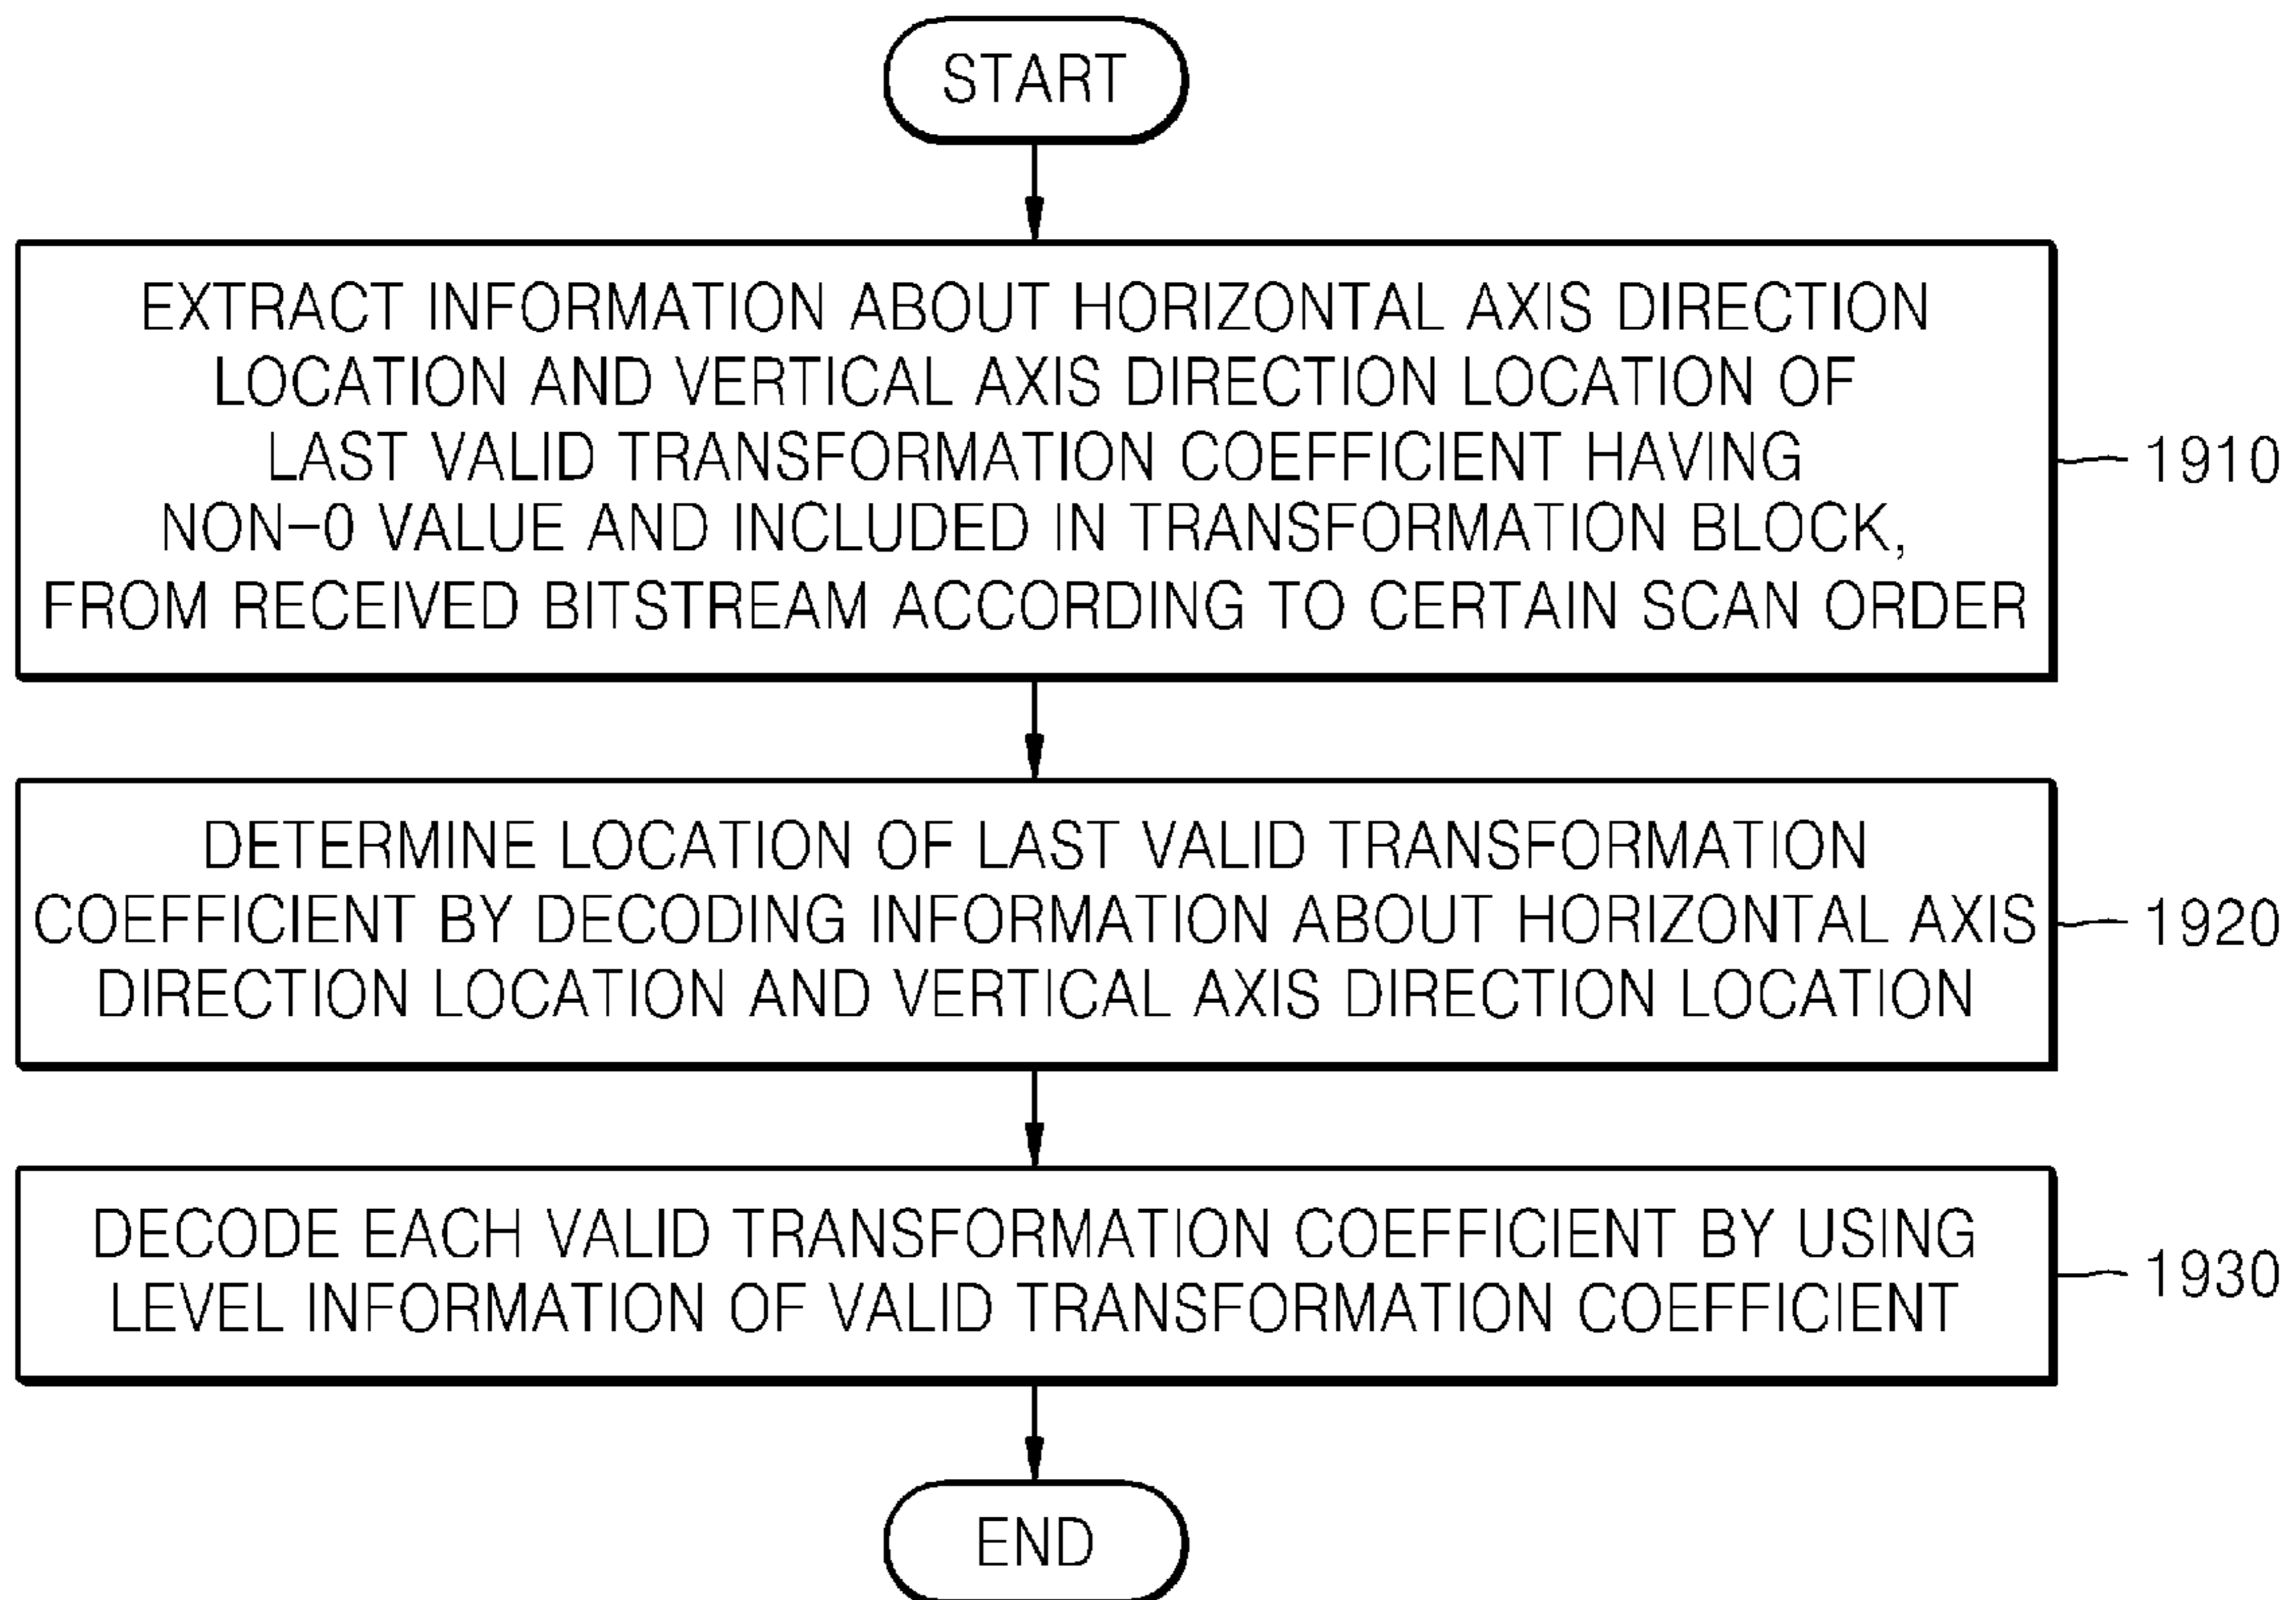 START
EXTRACT INFORMATION ABOUT HORIZONTAL AXIS DIRECTION
LOCATION AND VERTICAL AXIS DIRECTION LOCATION OF
LAST VALID TRANSFORMATION COEFFICIENT HAVING
NON-0 VALUE AND INCLUDED IN TRANSFORMATION BLOCK,
FROM RECEIVED BITSTREAM ACCORDING TO CERTAIN SCAN ORDER
1910
DETERMINE LOCATION OF LAST VALID TRANSFORMATION
COEFFICIENT BY DECODING INFORMATION ABOUT HORIZONTAL AXIS
DIRECTION LOCATION AND VERTICAL AXIS DIRECTION LOCATION
1920
DECODE EACH VALID TRANSFORMATION COEFFICIENT BY USING
LEVEL INFORMATION OF VALID TRANSFORMATION COEFFICIENT
1930
END